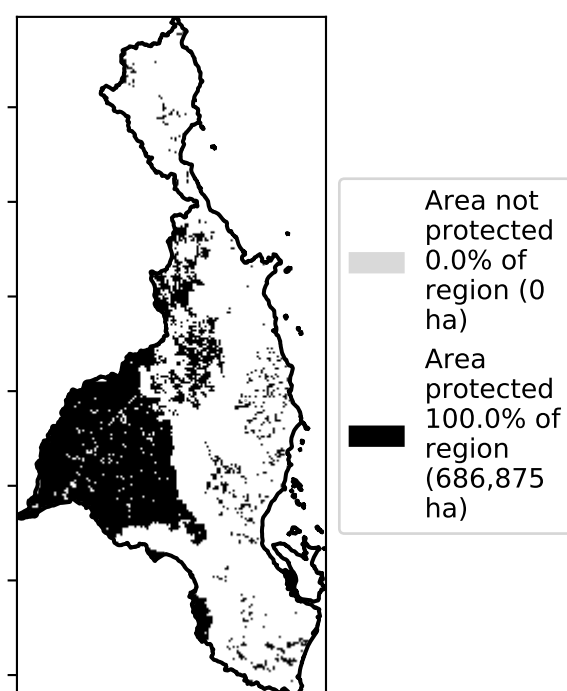 Area not
protected
0.0% of
region (0
ha)
Area
protected
100.0% of
region
(686,875
ha)